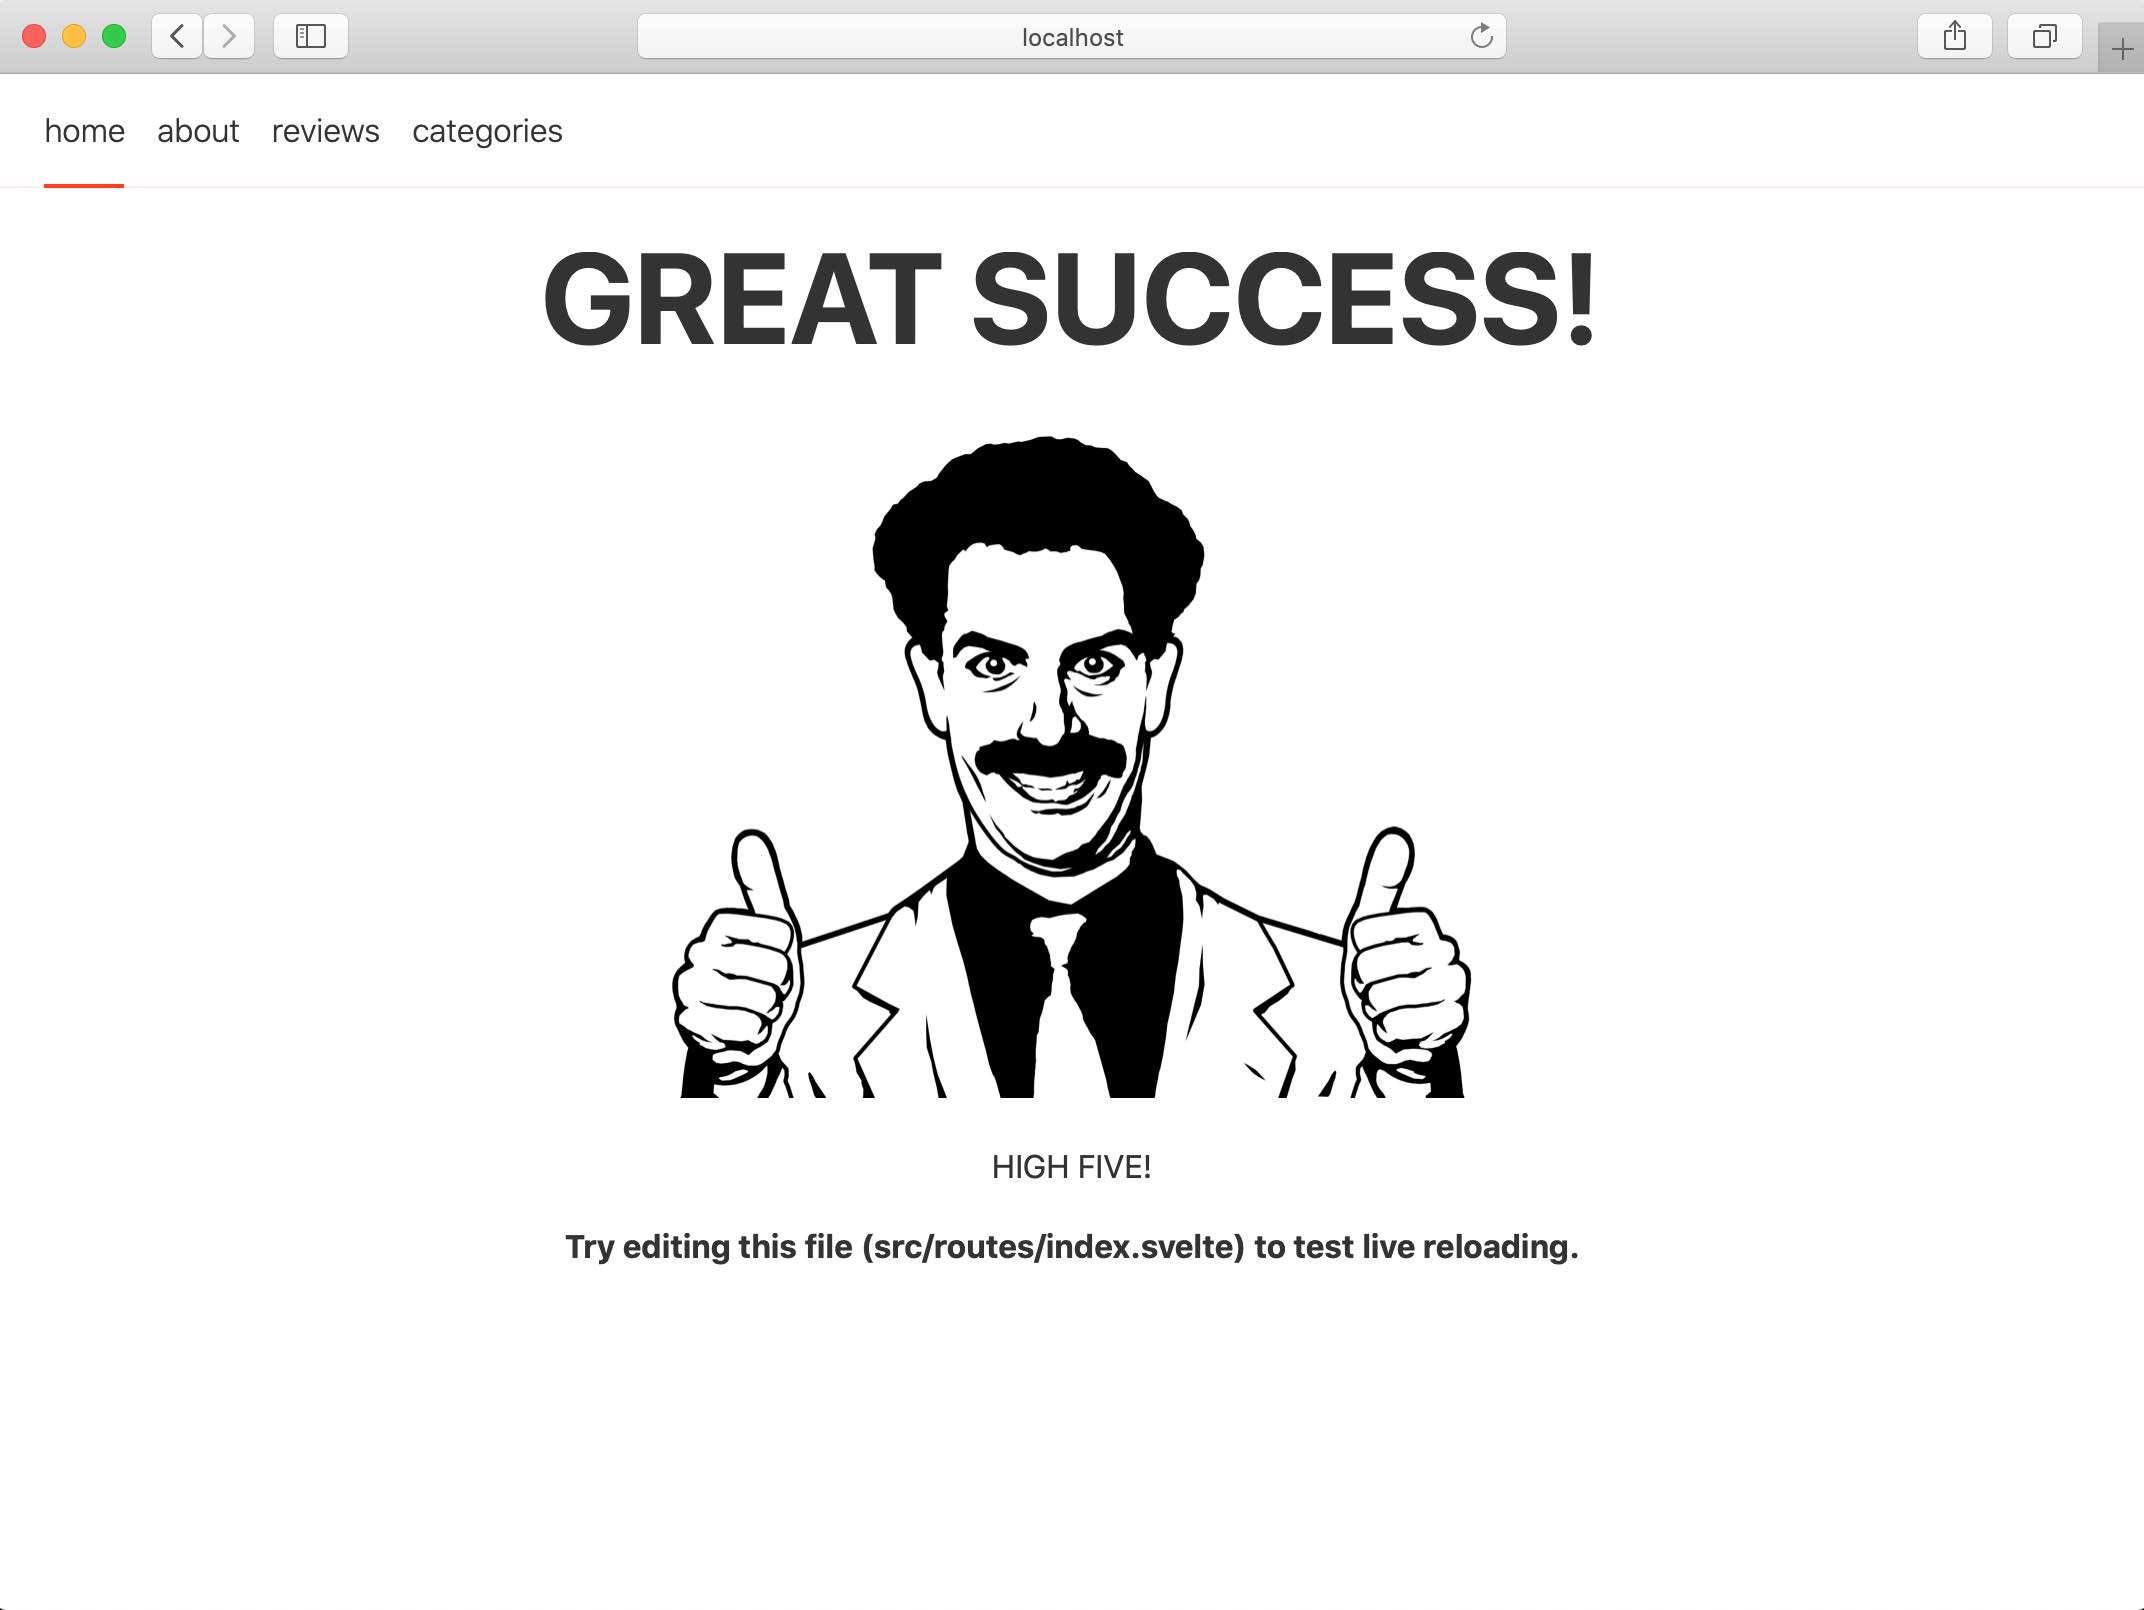 localhost
home about reviews categories
GREAT SUCCESS!
HIGH FIVE!
Try editing this file (src/routes/index.svelte) to test live reloading.